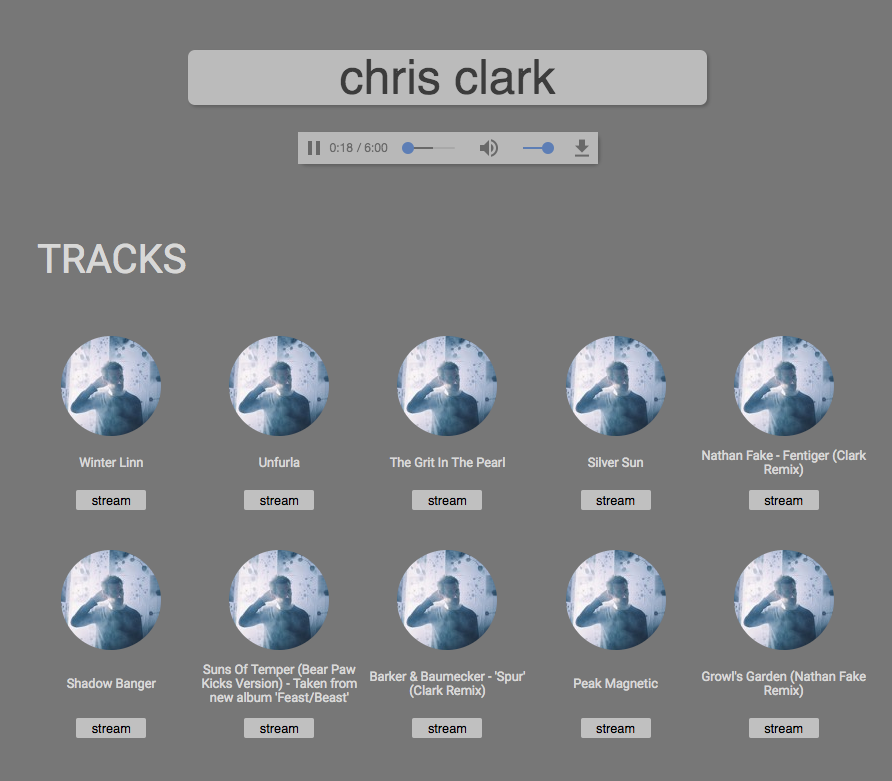 chris clark
0:18 / 6:00
TRACKS
Winter Linn
Unfurla
The Grit In The Pearl
Silver Sun
Nathan Fake - Fentiger (Clark
Remix)
stream
stream
stream
stream
stream
Shadow Banger
Suns Of Temper (Bear Paw
Kicks Version) - Taken from
new album 'Feast/Beast'
Barker & Baumecker - 'Spur'
(Clark Remix)
Peak Magnetic
Growl's Garden (Nathan Fake
Remix)
stream
stream
stream
stream
stream